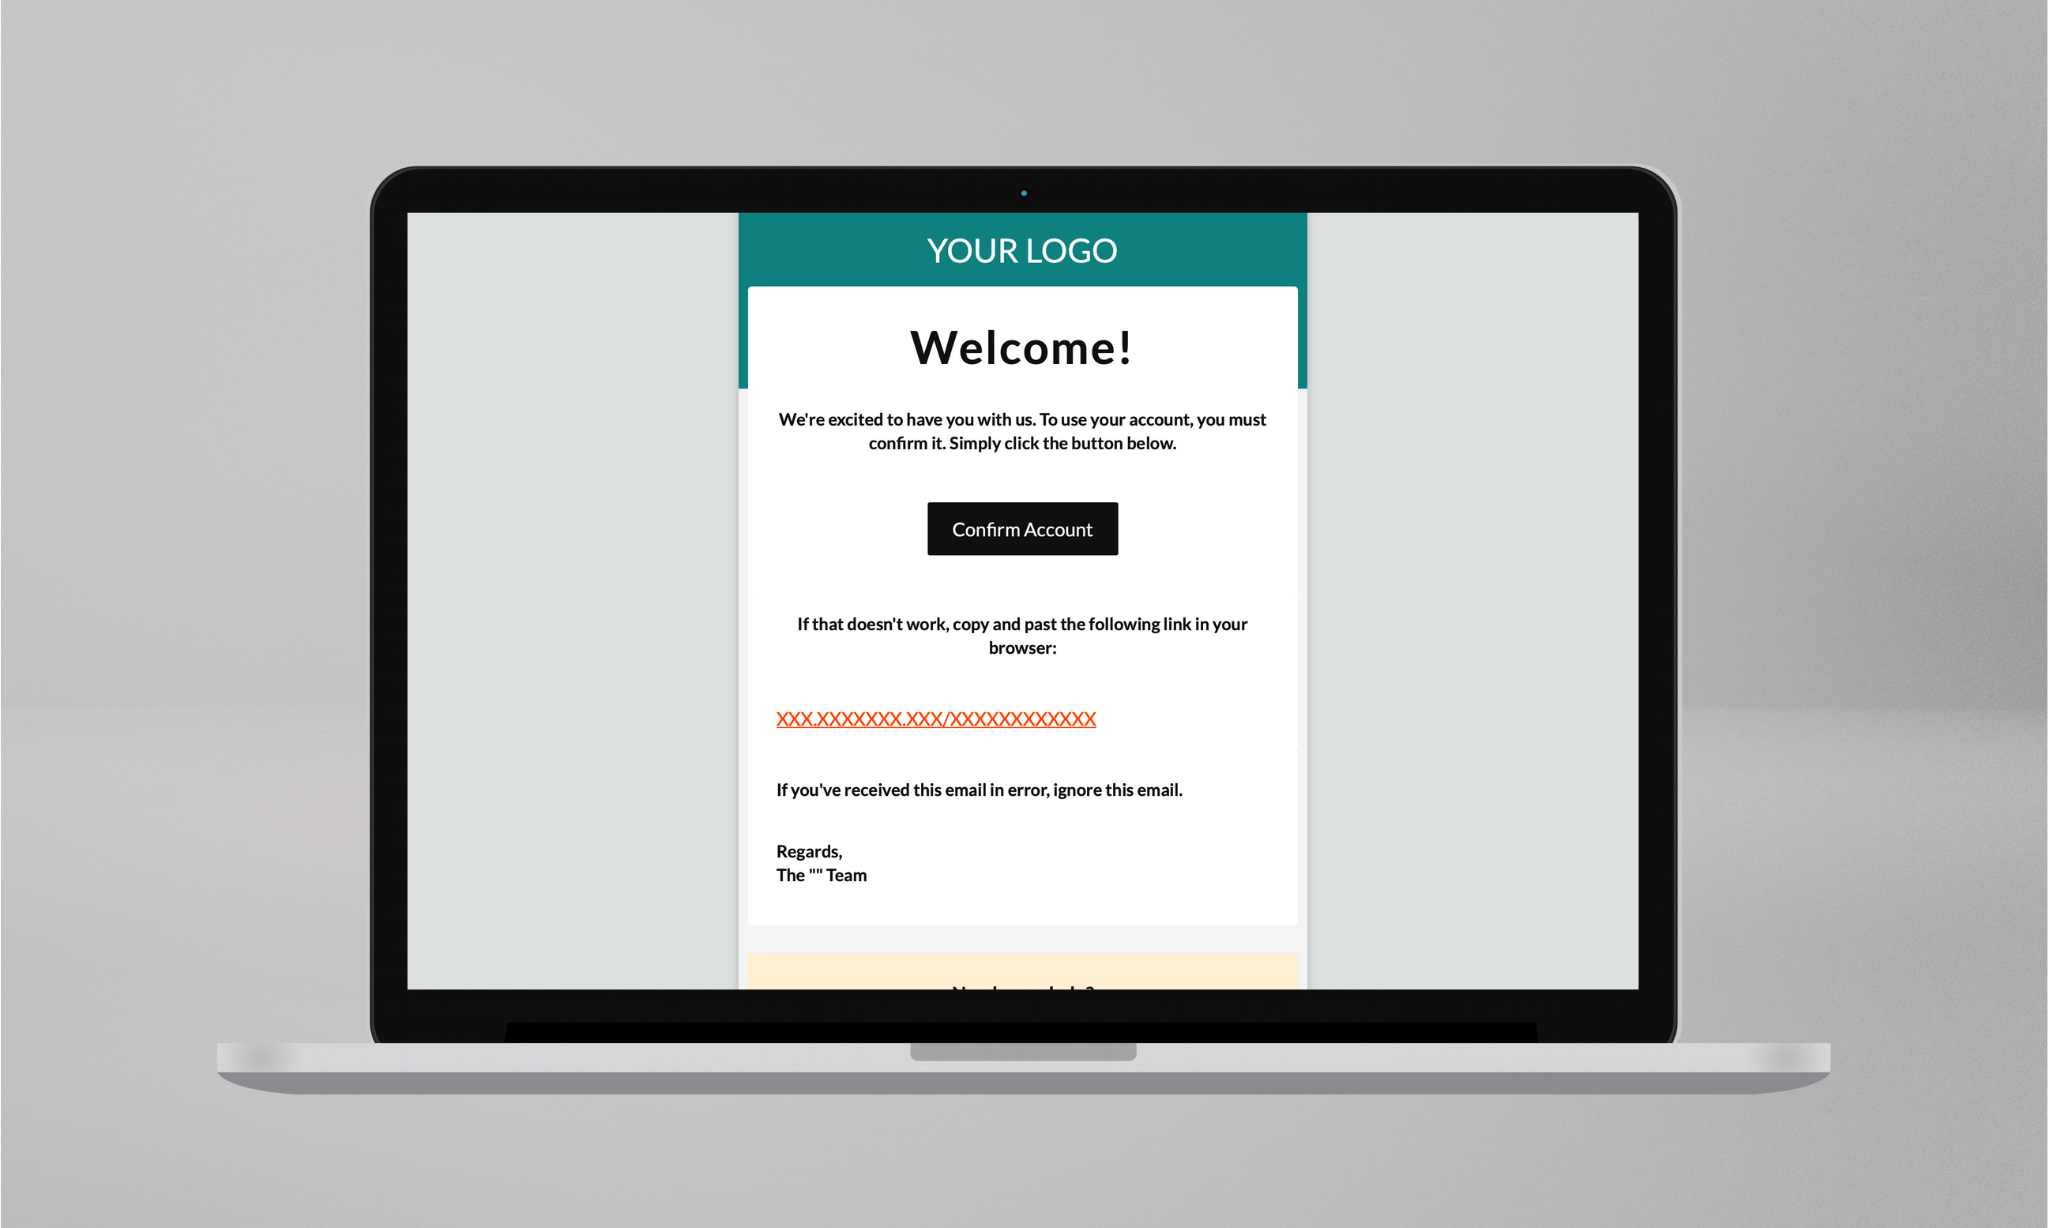 YOUR LOGO
Welcome!
We're excited to have you with us. To use your account, you must
confirm it. Simply click the button below.
Confirm Account
If that doesn't work, copy and past the following link in your
browser:
XXX.XXXXXXX.XXX/XXXXXXXXXXXX
If you've received this email in error, ignore this email.
Regards,
The "" Team